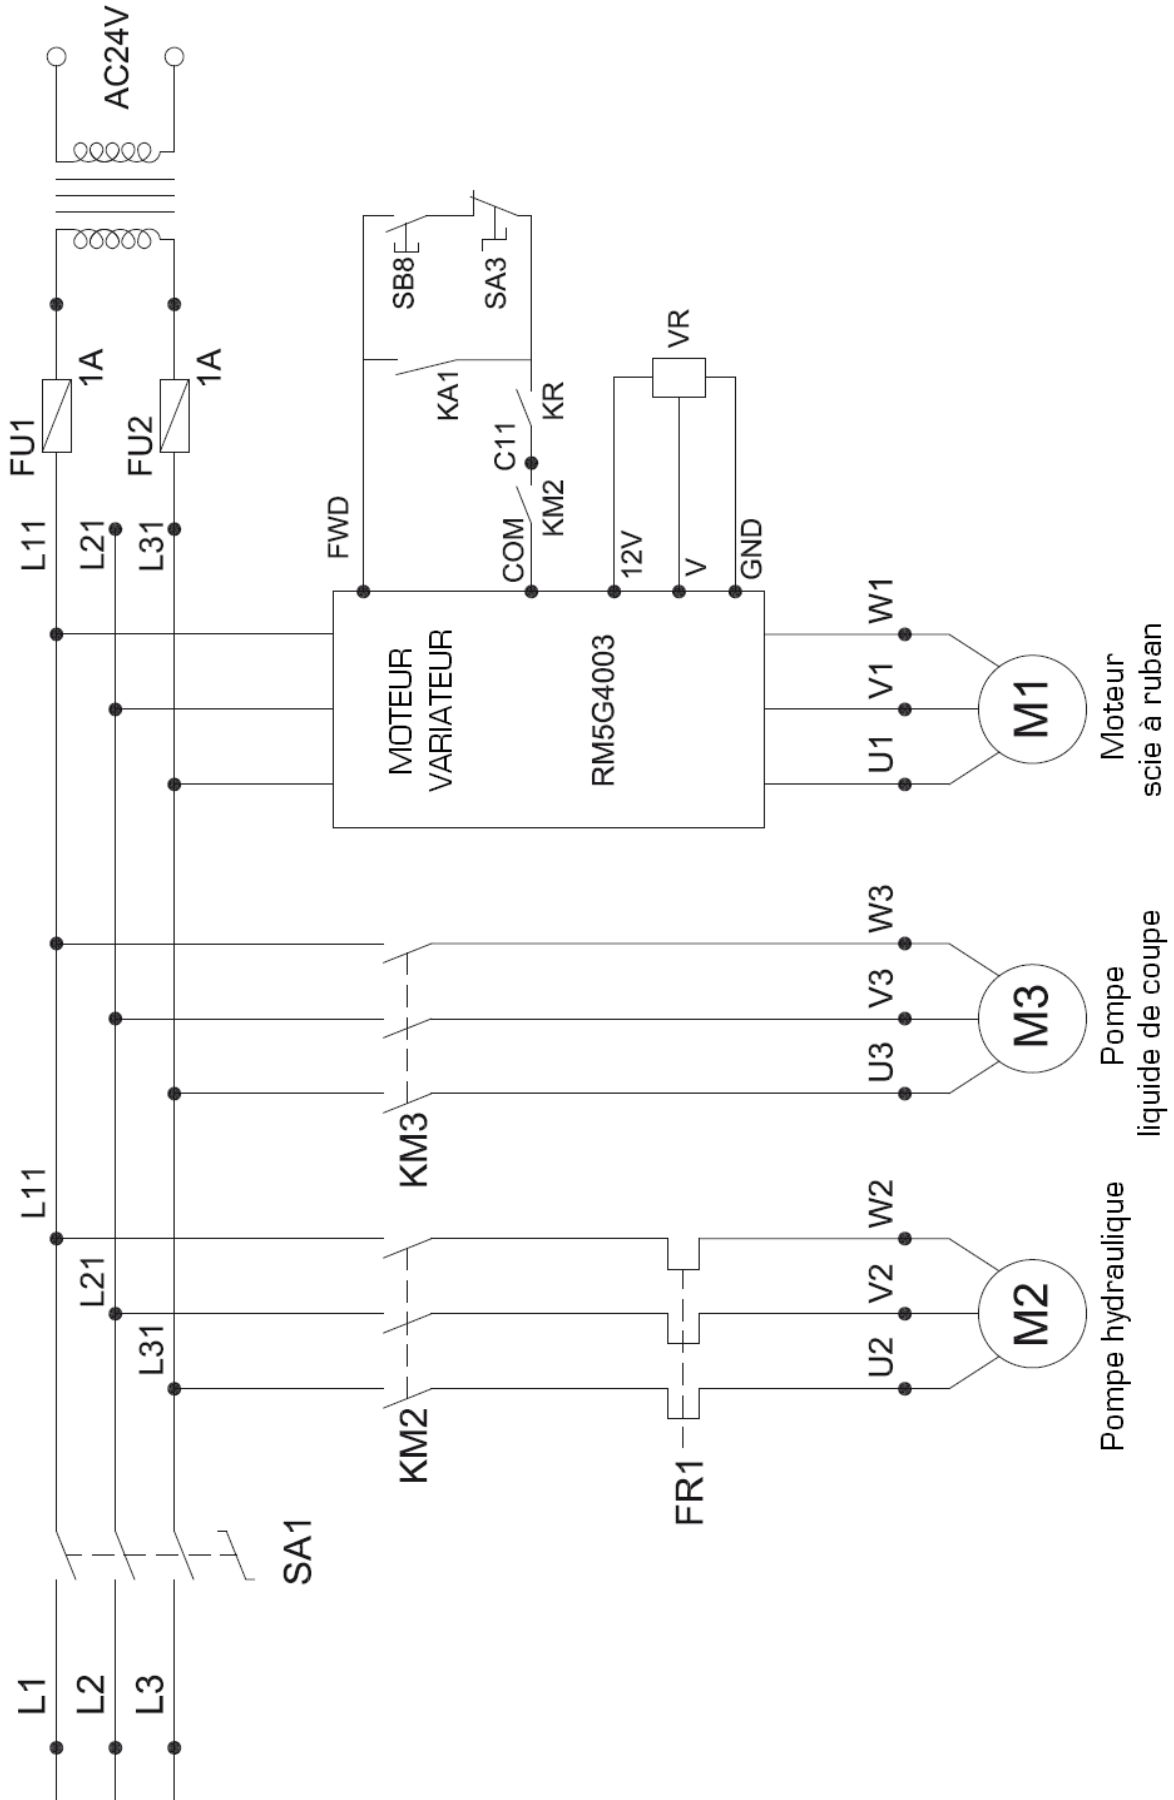 L1
L2
L3
SA1
L11
L21
L31
KM2
FR1
U2
V2
W2
M2
Pompe hydraulique
KM3
U3
V3
W3
M3
Pompe
liquide de coupe
MOTEUR
VARIATEUR
RM5G4003
U1
V1
W1
M1
Moteur
scie à ruban
L11
L21
L31
FWD
COM
12V
V
GND
KM2
C11
KR
KA1
SB8
SA3
VR
FU1
1A
FU2
1A
AC24V